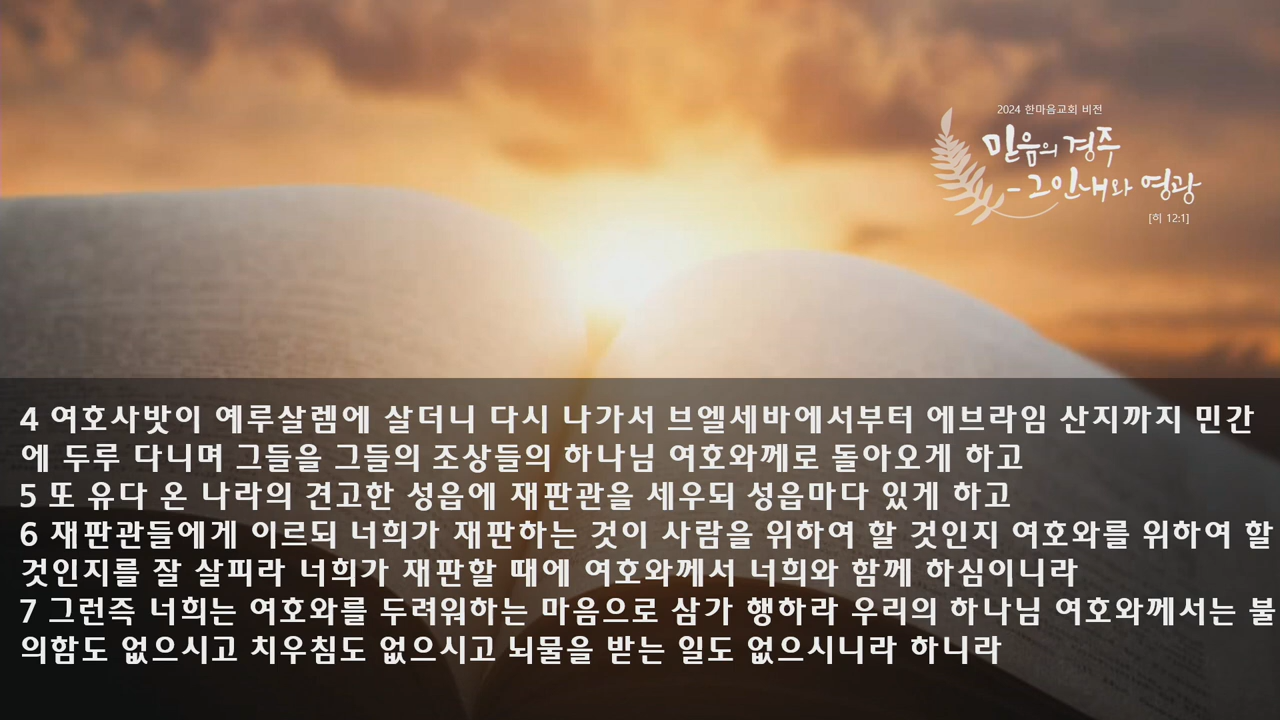 2024 한마음교회 비전
믿음의 경주
- 그 인내와 영광
[히 12:1]
4 여호사밧이 예루살렘에 살더니 다시 나가서 브엘세바에서부터 에브라임 산지까지 민간
에 두루 다니며 그들을 그들의 조상들의 하나님 여호와께로 돌아오게 하고
5 또 유다 온 나라의 견고한 성읍에 재판관을 세우되 성읍마다 있게 하고
6 재판관들에게 이르되 너희가 재판하는 것이 사람을 위하여 할 것인지 여호와를 위하여 할
것인지를 잘 살피라 너희가 재판할 때에 여호와께서 너희와 함께 하심이니라
7 그런즉 너희는 여호와를 두려워하는 마음으로 삼가 행하라 우리의 하나님 여호와께서는 불
의함도 없으시고 치우침도 없으시고 뇌물을 받는 일도 없으시니라 하니라